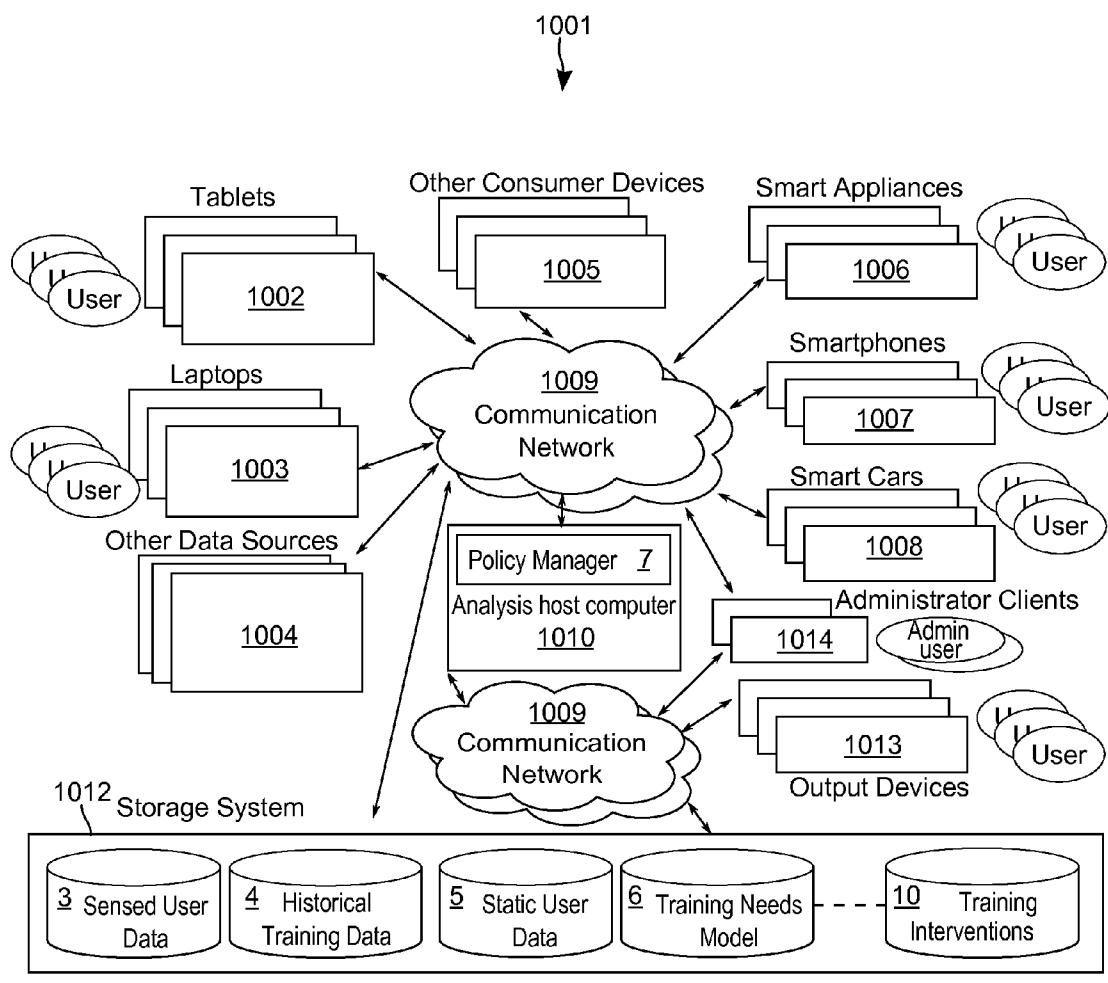 1001
Tablets
Other Consumer Devices
Smart Appliances
User
1002
1005
1006
User
Laptops
Smartphones
1009
Communication
Network
User
1003
1007
User
Smart Cars
Other Data Sources
1008
User
1004
Policy Manager 7
Analysis host computer
1010
Administrator Clients
1014
Admin
user
1009
Communication
Network
1013
User
Output Devices
1012
Storage System
3 Sensed User
Data
4 Historical
Training Data
5 Static User
Data
6 Training Needs
Model
10 Training
Interventions